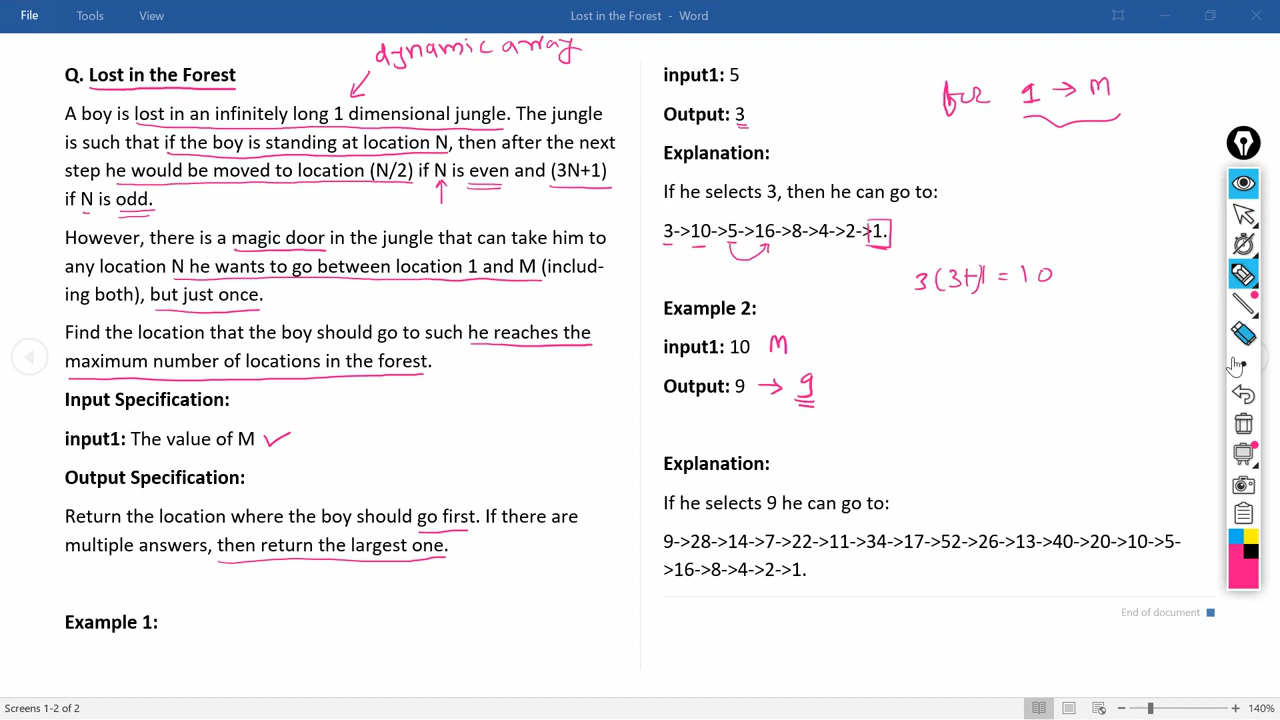 File Tools View Lost in the Forest - Word
dynamic array
Q. Lost in the Forest
A boy is lost in an infinitely long 1 dimensional jungle. The jungle
is such that if the boy is standing at location N, then after the next
step he would be moved to location (N/2) if N is even and (3N+1)
if N is odd.
However, there is a magic door in the jungle that can take him to
any location N he wants to go between location 1 and M (includ-
ing both), but just once.
Find the location that the boy should go to such he reaches the
maximum number of locations in the forest.
Input Specification:
input1: The value of M
Output Specification:
Return the location where the boy should go first. If there are
multiple answers, then return the largest one.
Example 1:
input1: 5
for 1 → M
Output: 3
Explanation:
If he selects 3, then he can go to:
3->10->5->16->8->4->2->1.
= 10
Example 2:
input1: 10 M
Output: 9 → 9
Explanation:
If he selects 9 he can go to:
9->28->14->7->22->11->34->17->52->26->13->40->20->10->5-
>16->8->4->2->1.
End of document
Screens 1-2 of 2
140%